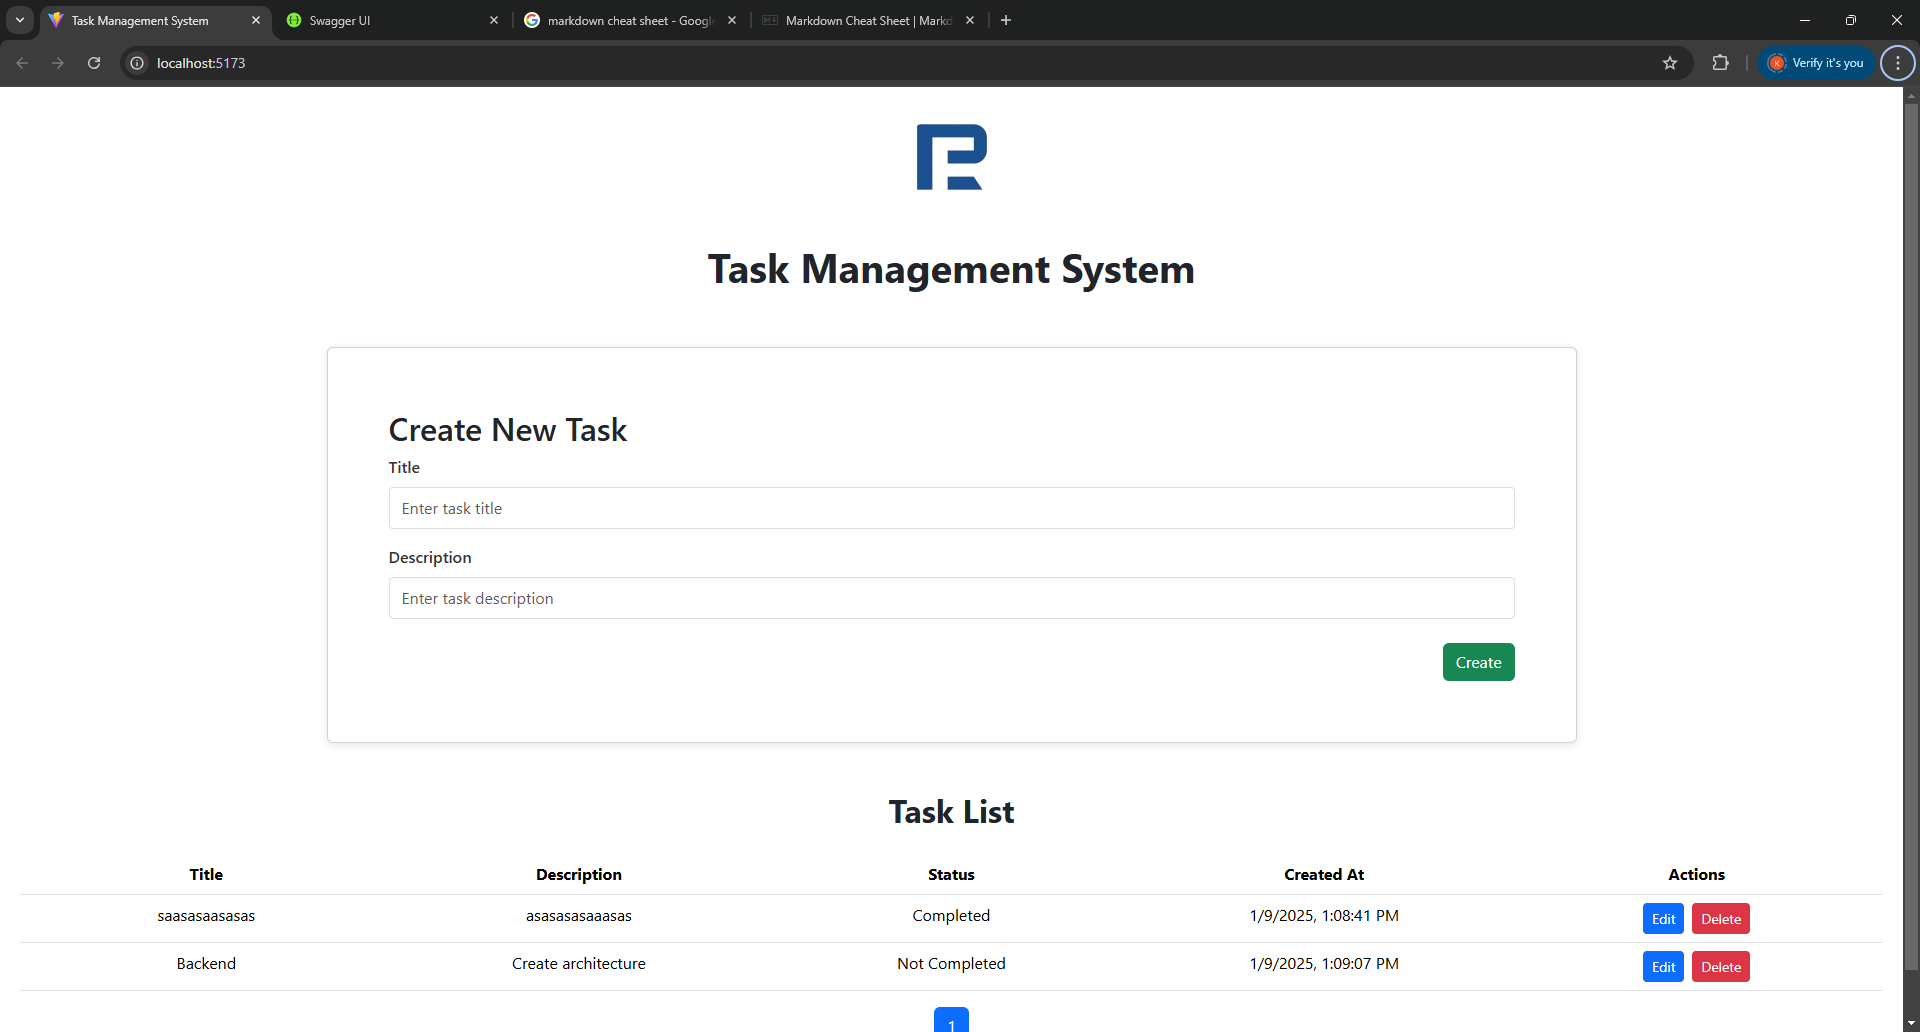 Task Management System
Swagger UI
markdown cheat sheet - Googl
Markdown Cheat Sheet | Markd
localhost:5173
K
Verify it's you
Task Management System
Create New Task
Title
Enter task title
Description
Enter task description
Create
Task List
Title Description Status Created At Actions
saasasaasasas asasasasaaasas Completed 1/9/2025, 1:08:41 PM Edit Delete
Backend Create architecture Not Completed 1/9/2025, 1:09:07 PM Edit Delete
1